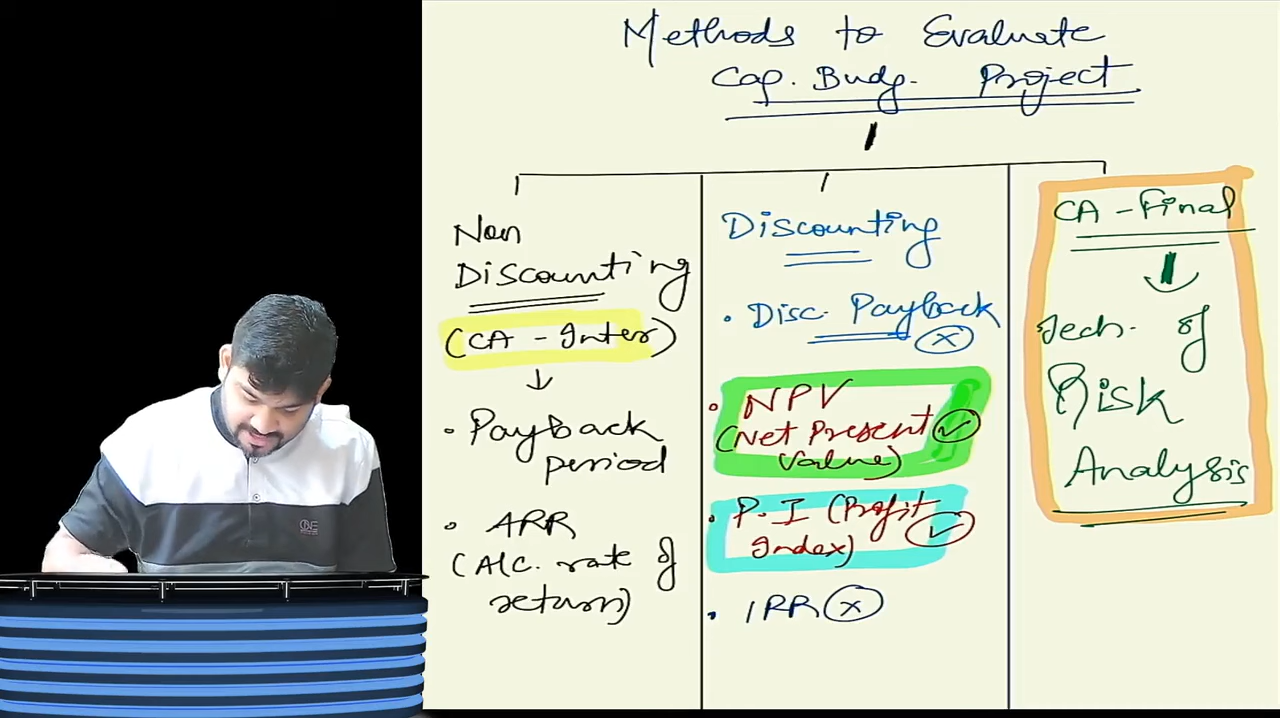 Methods to Evaluate
Cap. Budg. Project
Non
Discounting
(CA - Inter)
• Payback
period
• ARR
(A/c. rate of
return)
Discounting
• Disc. Payback
(x)
• NPV
(Net Present
Value)
• P.I (Profit
Index)
• IRR (x)
CA - Final
Tech. of
Risk
Analysis
ONE